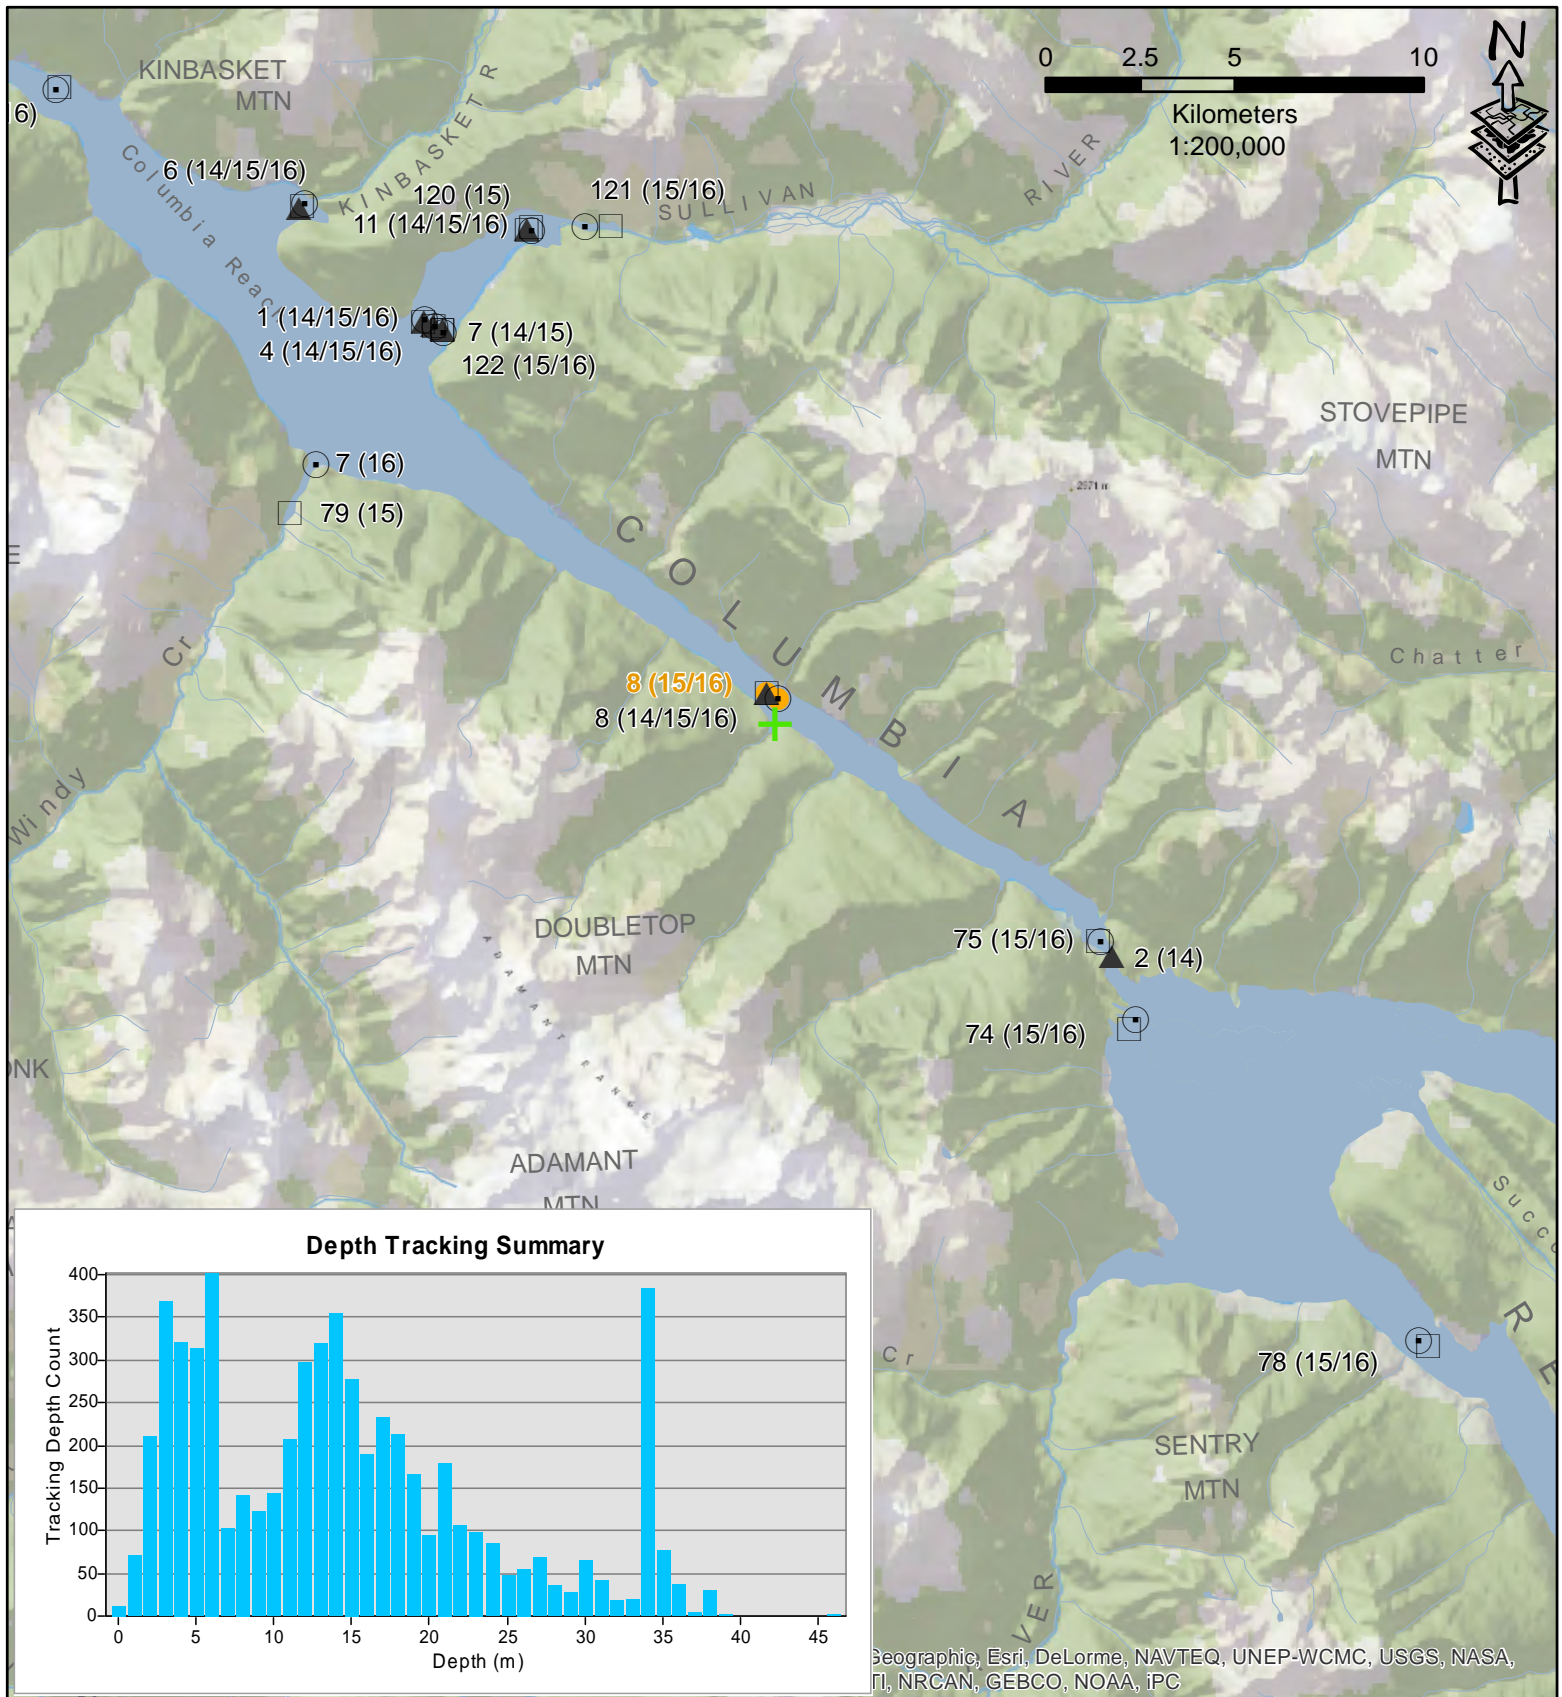 KINBASKET
MTN
0 2.5 5 10
Kilometers
1:200,000
N
16)
Columbia Reach
KINBASKET R
6 (14/15/16)
120 (15)
11 (14/15/16)
121 (15/16)
SULLIVAN
RIVER
1 (14/15/16)
4 (14/15/16)
7 (14/15)
122 (15/16)
STOVEPIPE
MTN
7 (16)
79 (15)
2971 m
COLUMBIA
Windy Cr
Chatter
8 (15/16)
8 (14/15/16)
DOUBLETOP
MTN
ADAMANT RANGE
75 (15/16)
2 (14)
74 (15/16)
ONK
ADAMANT
MTN
Succo
RE
78 (15/16)
Cr
SENTRY
MTN
VER
Depth Tracking Summary
Tracking Depth Count
400
350
300
250
200
150
100
50
0
0 5 10 15 20 25 30 35 40 45
Depth (m)
Geographic, Esri, DeLorme, NAVTEQ, UNEP-WCMC, USGS, NASA,
TI, NRCAN, GEBCO, NOAA, iPC